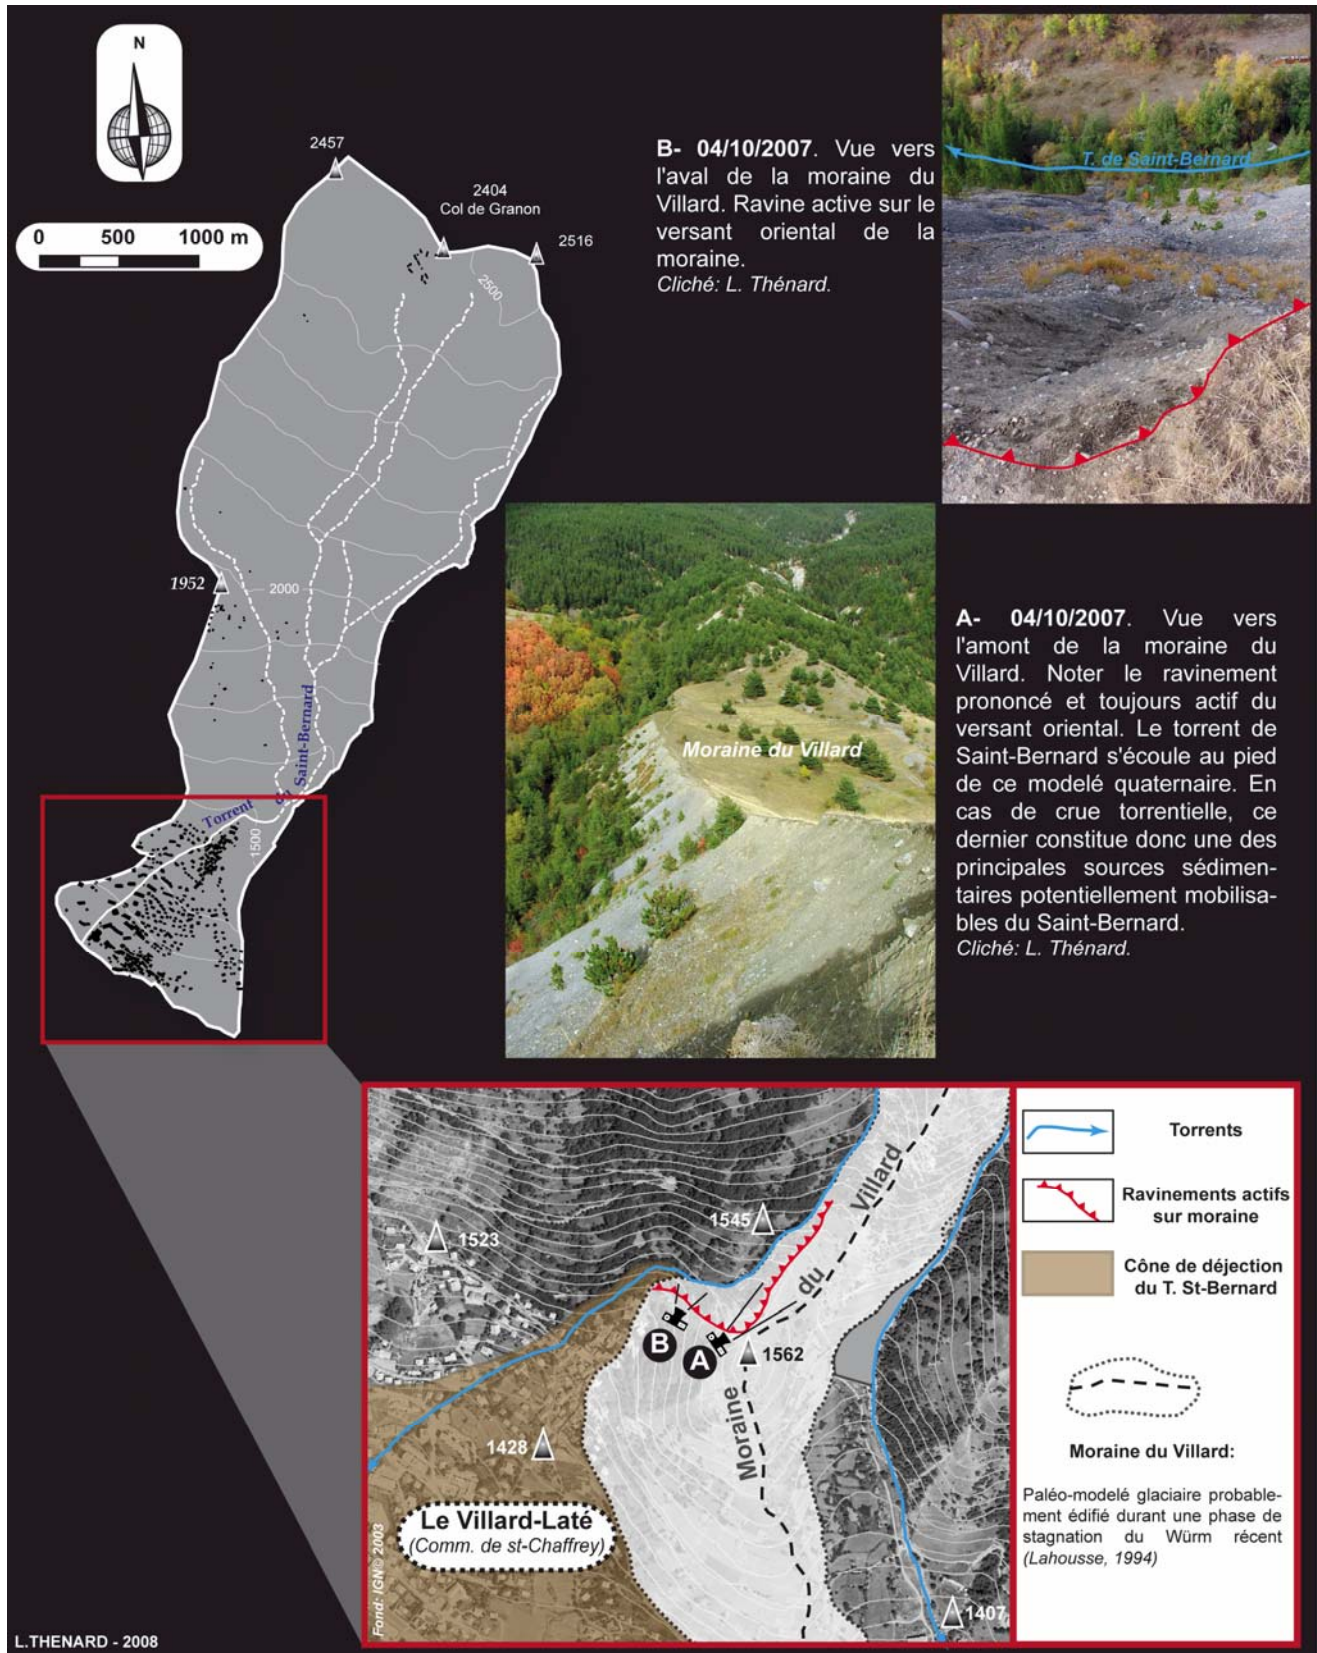 N
0 500 1000 m
2457
2404
Col de Granon
2516
2500
1952
2000
Torrent du Saint-Bernard
1500
B- 04/10/2007. Vue vers
l'aval de la moraine du
Villard. Ravine active sur le
versant oriental de la
moraine.
Cliché: L. Thénard.
T. de Saint-Bernard
Moraine du Villard
A- 04/10/2007. Vue vers
l'amont de la moraine du
Villard. Noter le ravinement
prononcé et toujours actif du
versant oriental. Le torrent de
Saint-Bernard s'écoule au pied
de ce modelé quaternaire. En
cas de crue torrentielle, ce
dernier constitue donc une des
principales sources sédimen-
taires potentiellement mobilisa-
bles du Saint-Bernard.
Cliché: L. Thénard.
1523
1545
B
A
1562
1428
1407
Moraine du Villard
Le Villard-Laté
(Comm. de st-Chaffrey)
Fond: IGN© 2003
Torrents
Ravinements actifs
sur moraine
Cône de déjection
du T. St-Bernard
Moraine du Villard:
Paléo-modelé glaciaire probable-
ment édifié durant une phase de
stagnation du Würm récent
(Lahousse, 1994)
L.THENARD - 2008